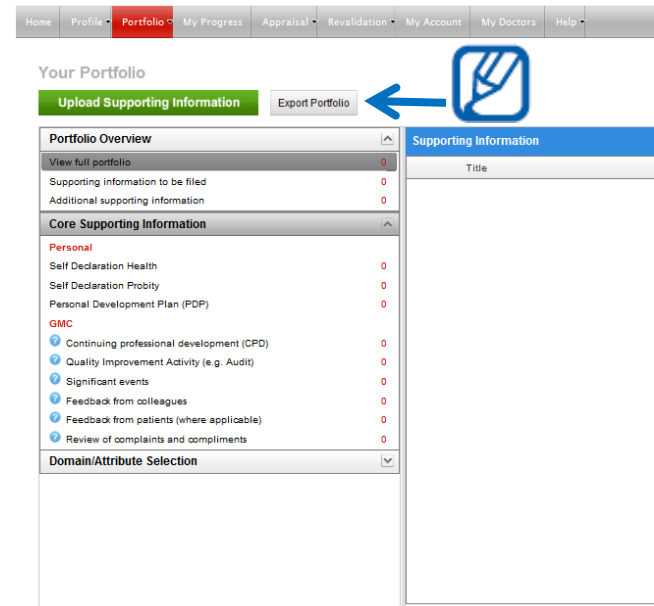 Home Profile Portfolio My Progress Appraisal Revalidation My Account My Doctors Help
Your Portfolio
Upload Supporting Information Export Portfolio
Portfolio Overview
View full portfolio 0
Supporting information to be filed 0
Additional supporting information 0
Core Supporting Information
Personal
Self Declaration Health 0
Self Declaration Probity 0
Personal Development Plan (PDP) 0
GMC
? Continuing professional development (CPD) 0
? Quality Improvement Activity (e.g. Audit) 0
? Significant events 0
? Feedback from colleagues 0
? Feedback from patients (where applicable) 0
? Review of complaints and compliments 0
Domain/Attribute Selection
Supporting Information
Title